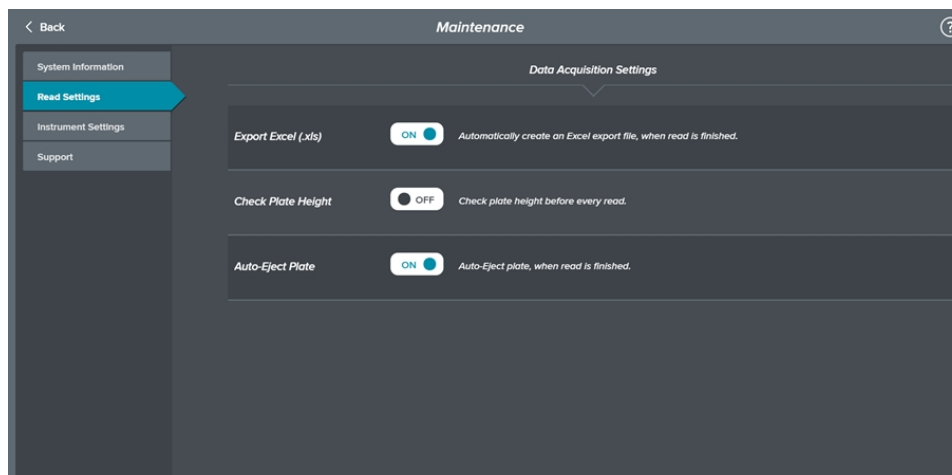 Back
Maintenance
?
System Information
Read Settings
Instrument Settings
Support
Data Acquisition Settings
Export Excel (.xls)
ON
Automatically create an Excel export file, when read is finished.
Check Plate Height
OFF
Check plate height before every read.
Auto-Eject Plate
ON
Auto-Eject plate, when read is finished.